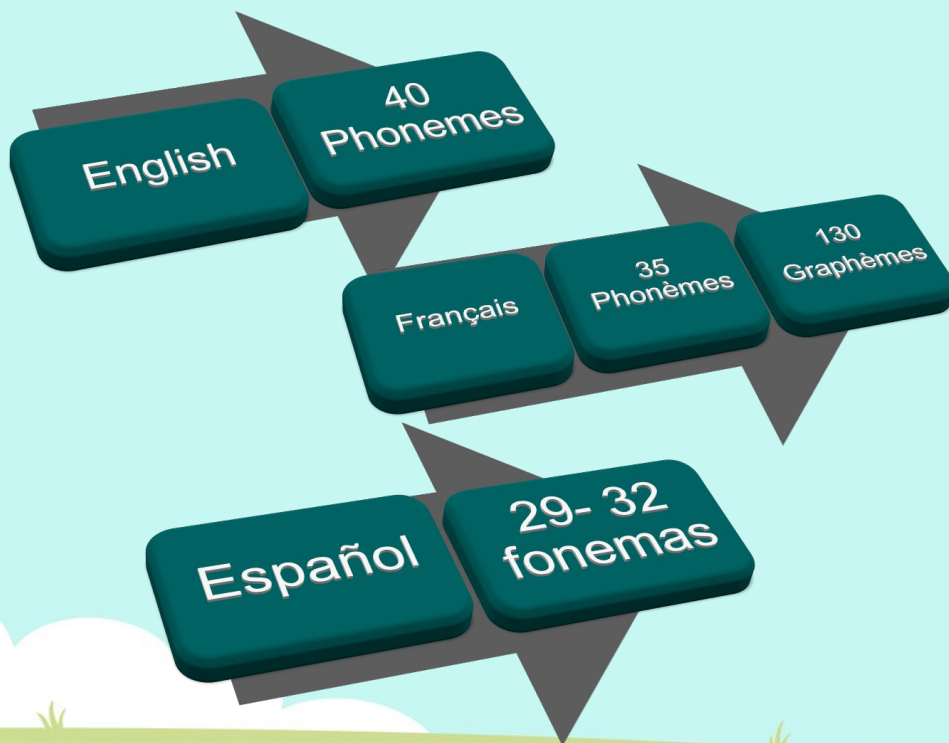 English
40
Phonemes
Français
35
Phonèmes
130
Graphèmes
Español
29- 32
fonemas